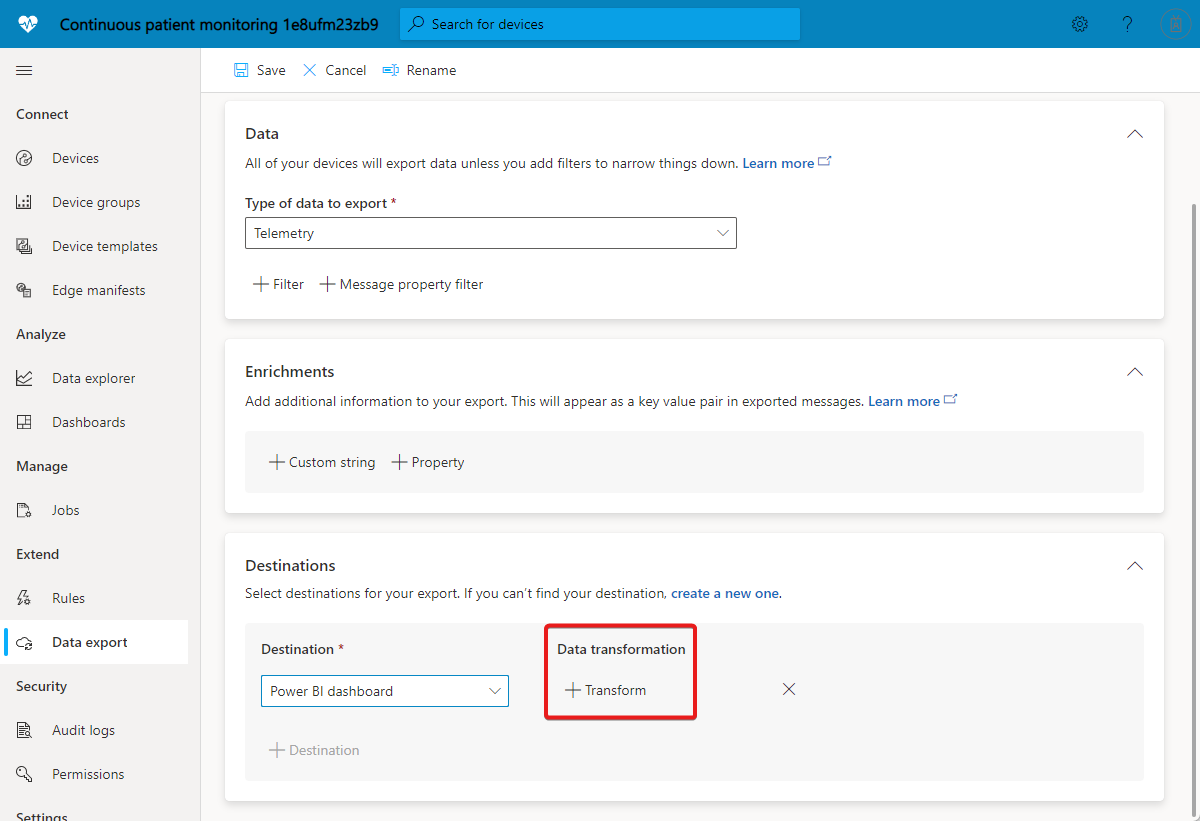 Continuous patient monitoring 1e8ufm23zb9
Search for devices
?
Save
Cancel
Rename
Connect
Devices
Device groups
Device templates
Edge manifests
Analyze
Data explorer
Dashboards
Manage
Jobs
Extend
Rules
Data export
Security
Audit logs
Permissions
Settings
Data
All of your devices will export data unless you add filters to narrow things down. Learn more
Type of data to export *
Telemetry
+ Filter
+ Message property filter
Enrichments
Add additional information to your export. This will appear as a key value pair in exported messages. Learn more
+ Custom string
+ Property
Destinations
Select destinations for your export. If you can’t find your destination, create a new one.
Destination *
Data transformation
Power BI dashboard
+ Transform
+ Destination